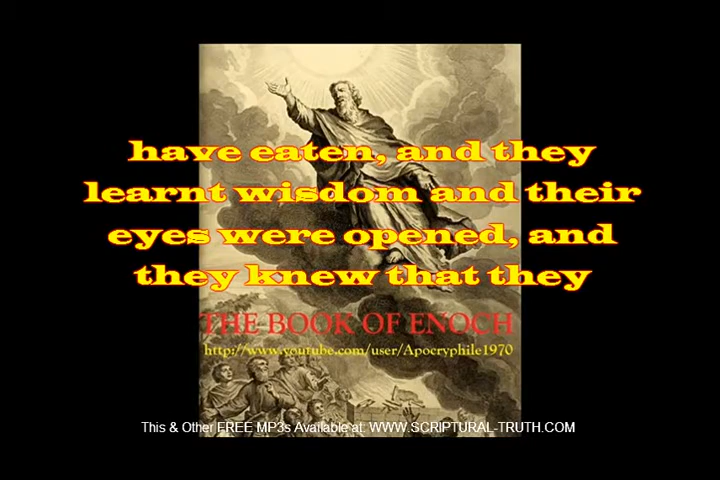 have eaten, and they
learnt wisdom and their
eyes were opened, and
they knew that they
THE BOOK OF ENOCH
http://www.youtube.com/user/Apocryphile1970
This & Other FREE MP3s Available at: WWW.SCRIPTURAL-TRUTH.COM